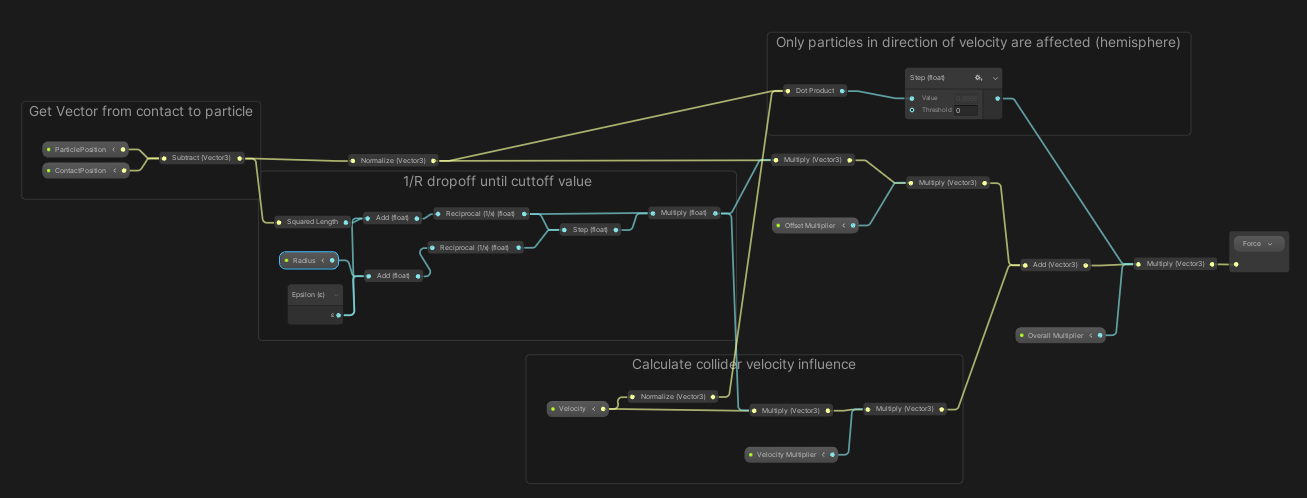 Only particles in direction of velocity are affected (hemisphere)
Step (float)
Dot Product
Value
Threshold 0
Get Vector from contact to particle
ParticlePosition
ContactPosition
Subtract (Vector3)
Normalize (Vector3)
Multiply (Vector3)
Multiply (Vector3)
Offset Multiplier
1/R dropoff until cuttoff value
Squared Length
Add (float)
Reciprocal (1/x) (float)
Multiply (float)
Step (float)
Reciprocal (1/x) (float)
Radius
Add (float)
Epsilon (ε)
ε
Force
Add (Vector3)
Multiply (Vector3)
Overall Multiplier
Calculate collider velocity influence
Velocity
Normalize (Vector3)
Multiply (Vector3)
Multiply (Vector3)
Velocity Multiplier